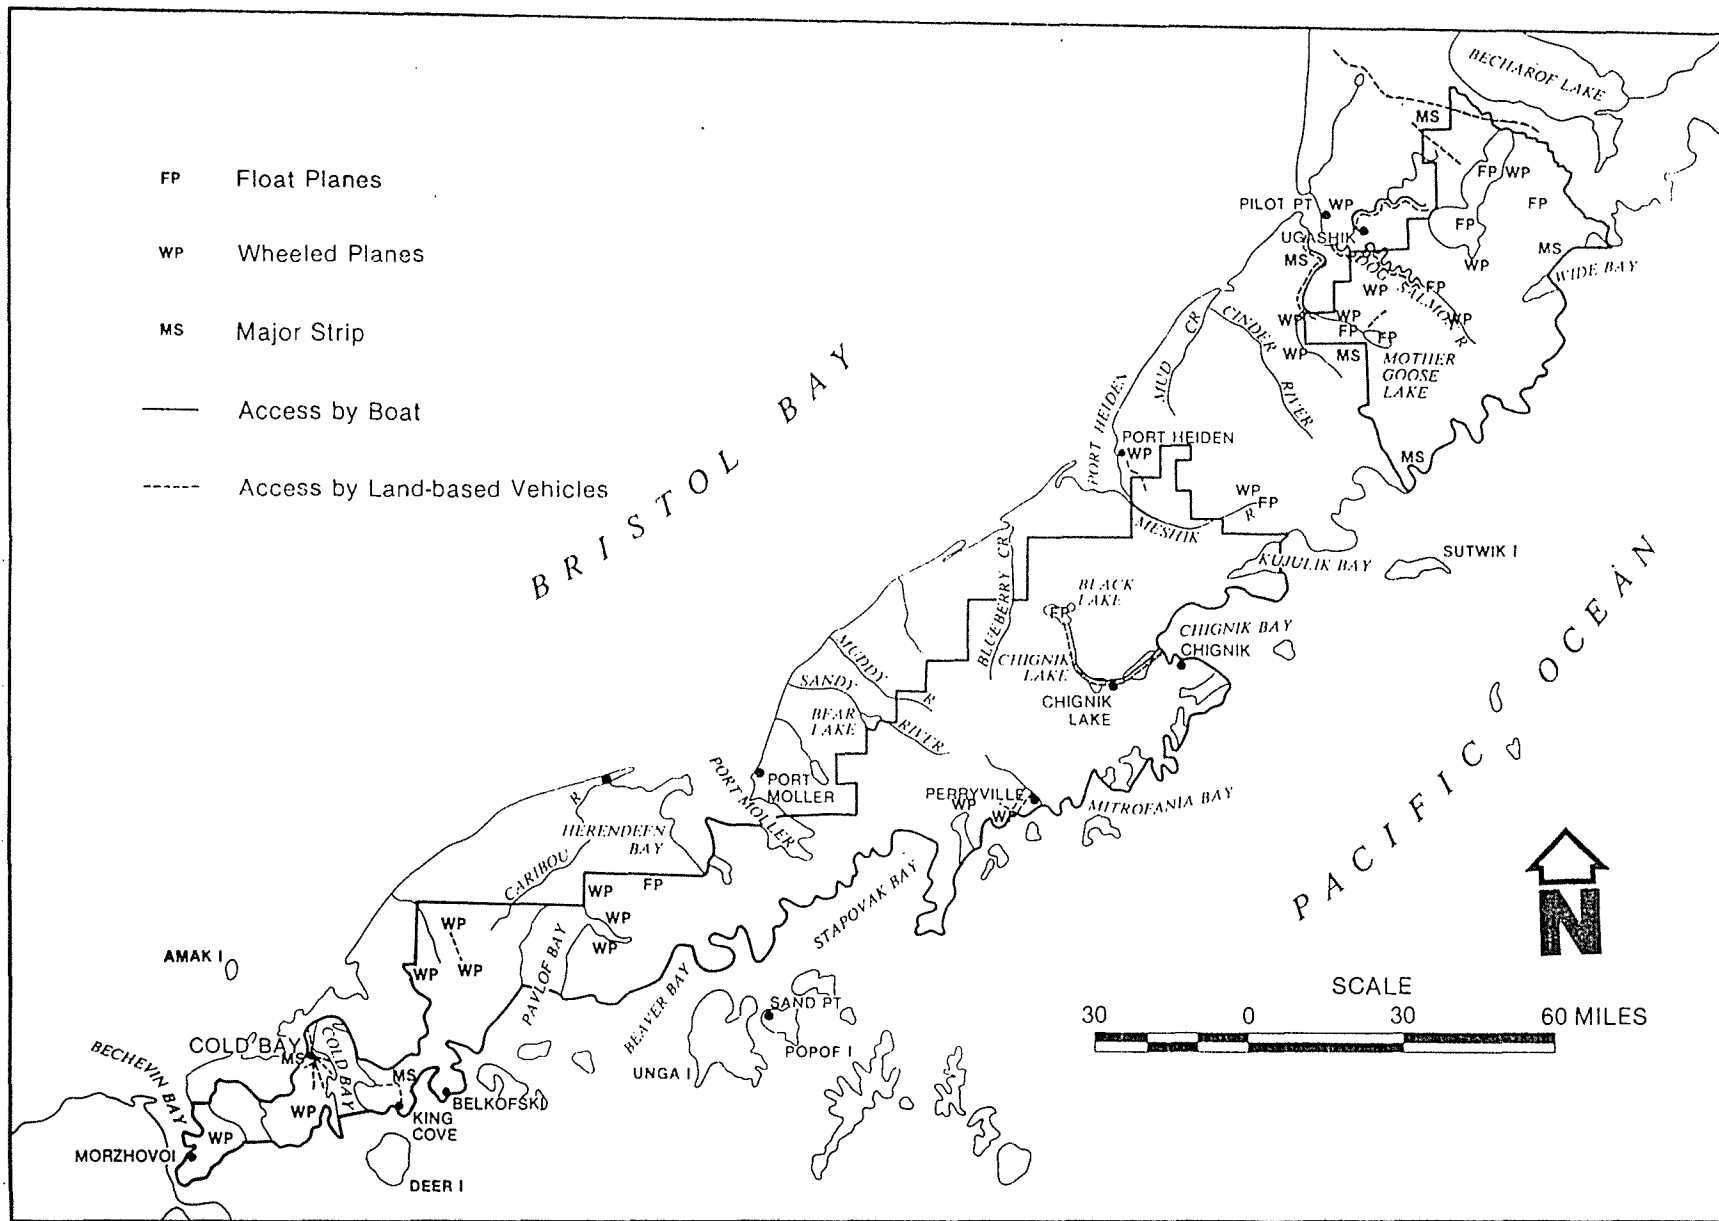 FP Float Planes
WP Wheeled Planes
MS Major Strip
Access by Boat
Access by Land-based Vehicles
BRISTOL BAY
PACIFIC OCEAN
BECHAROF LAKE
MS
FP WP
FP
PILOT PT WP
FP
UGASHIK
MS
MS
WP
WIDE BAY
DOG SALMON R
WP
FP
WP
WP
WP
FP
FP
WP
MS
MOTHER
GOOSE
LAKE
CINDER
RIVER
MUD CR
PORT HEIDEN
PORT HEIDEN
WP
MS
WP
FP
MESHIK R
KUJULIK BAY
SUTWIK I
BLACK
LAKE
FP
BLUEBERRY CR
CHIGNIK BAY
CHIGNIK
CHIGNIK
LAKE
CHIGNIK
LAKE
MUDDY R
SANDY
RIVER
BEAR
LAKE
PORT
MOLLER
PORT MOLLER
PERRYVILLE
WP
WP
MITROFANIA BAY
HERENDEEN
BAY
CARIBOU R
WP
FP
WP
WP
WP
WP
WP
STAPOVAK BAY
PAVLOF BAY
BEAVER BAY
AMAK I
SAND PT
POPOF I
UNGA I
COLD BAY
MS
COLD BAY
MS
BECHEVIN BAY
WP
WP
BELKOFSKI
KING
COVE
MORZHOVOI
DEER I
N
SCALE
30 0 30 60 MILES